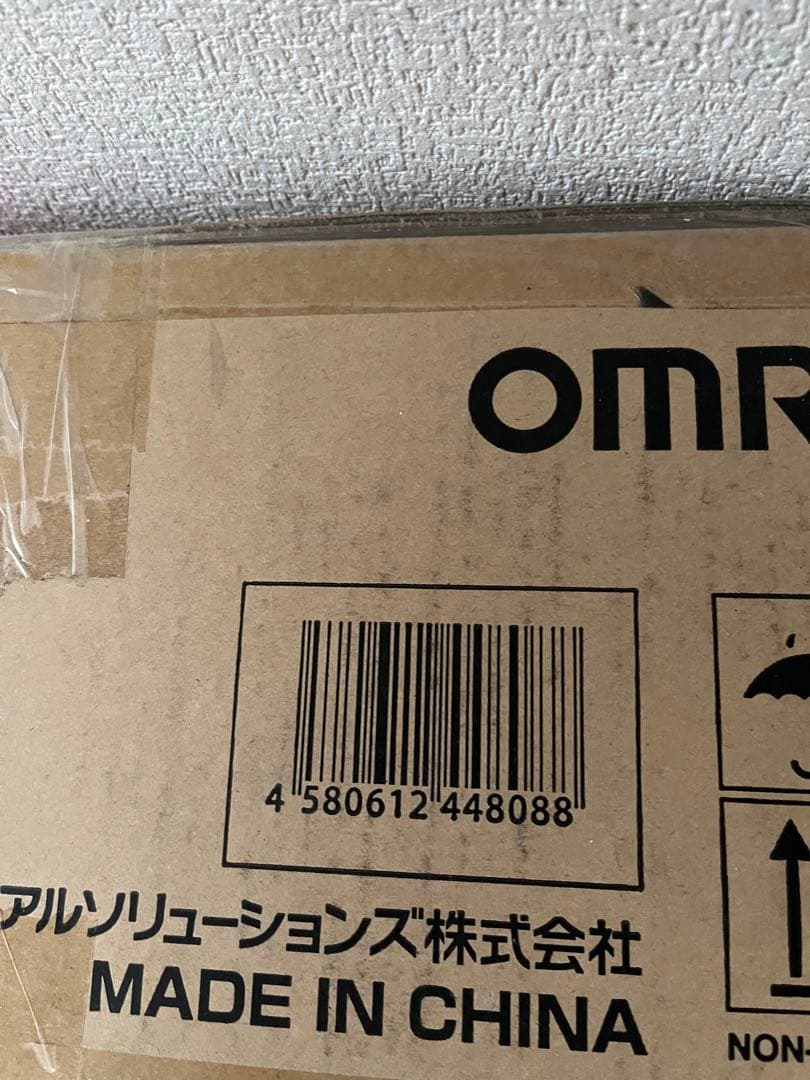 OMR
4 580612 448088
アルソリューションズ株式会社
MADE IN CHINA
NON-